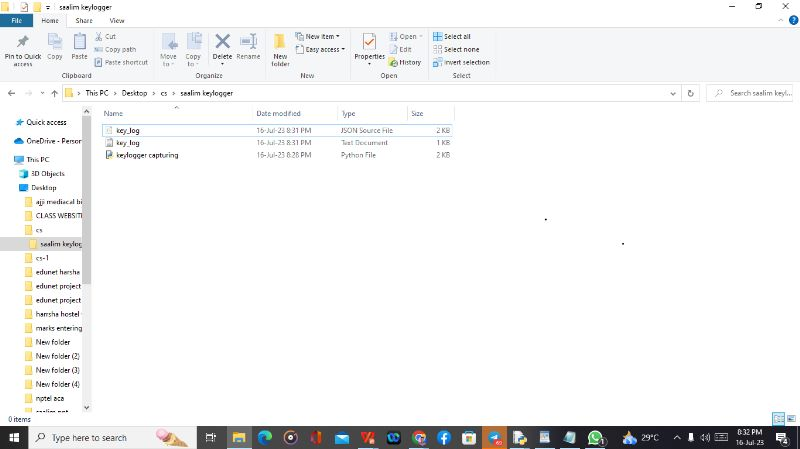 saalim keylogger
File Home Share View
Pin to Quick access
Copy
Paste
Cut
Copy path
Paste shortcut
Clipboard
Move to
Copy to
Delete
Rename
Organize
New folder
New item
Easy access
New
Properties
Open
Edit
History
Open
Select all
Select none
Invert selection
Select
This PC > Desktop > cs > saalim keylogger
Search saalim keyl...
Name Date modified Type Size
key_log 16-Jul-23 8:31 PM JSON Source File 2 KB
key_log 16-Jul-23 8:31 PM Text Document 1 KB
keylogger capturing 16-Jul-23 8:28 PM Python File 2 KB
Quick access
OneDrive - Person
This PC
3D Objects
Desktop
ajji mediacal bi
CLASS WEBSITE
cs
saalim keylog
cs-1
edunet harsha
edunet project
edunet project
harrsha hostel
marks entering
New folder
New folder (2)
New folder (3)
New folder (4)
nptel aca
0 items
Type here to search
29°C
8:32 PM
16-Jul-23